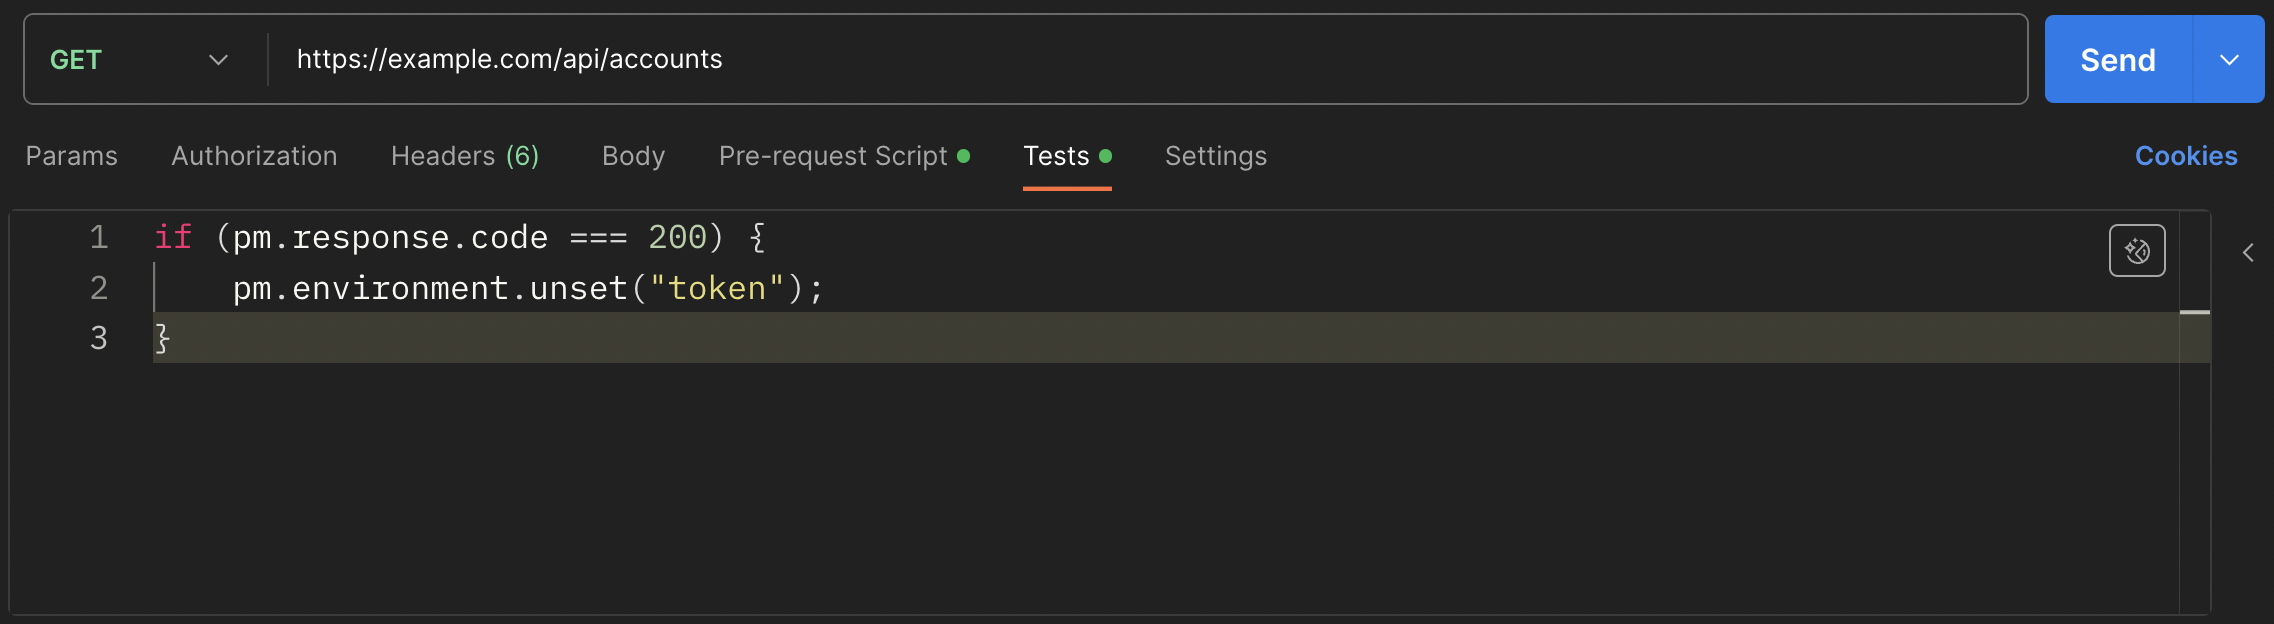 GET https://example.com/api/accounts Send
Params Authorization Headers (6) Body Pre-request Script Tests Settings Cookies
1 if (pm.response.code === 200) {
2     pm.environment.unset("token");
3 }